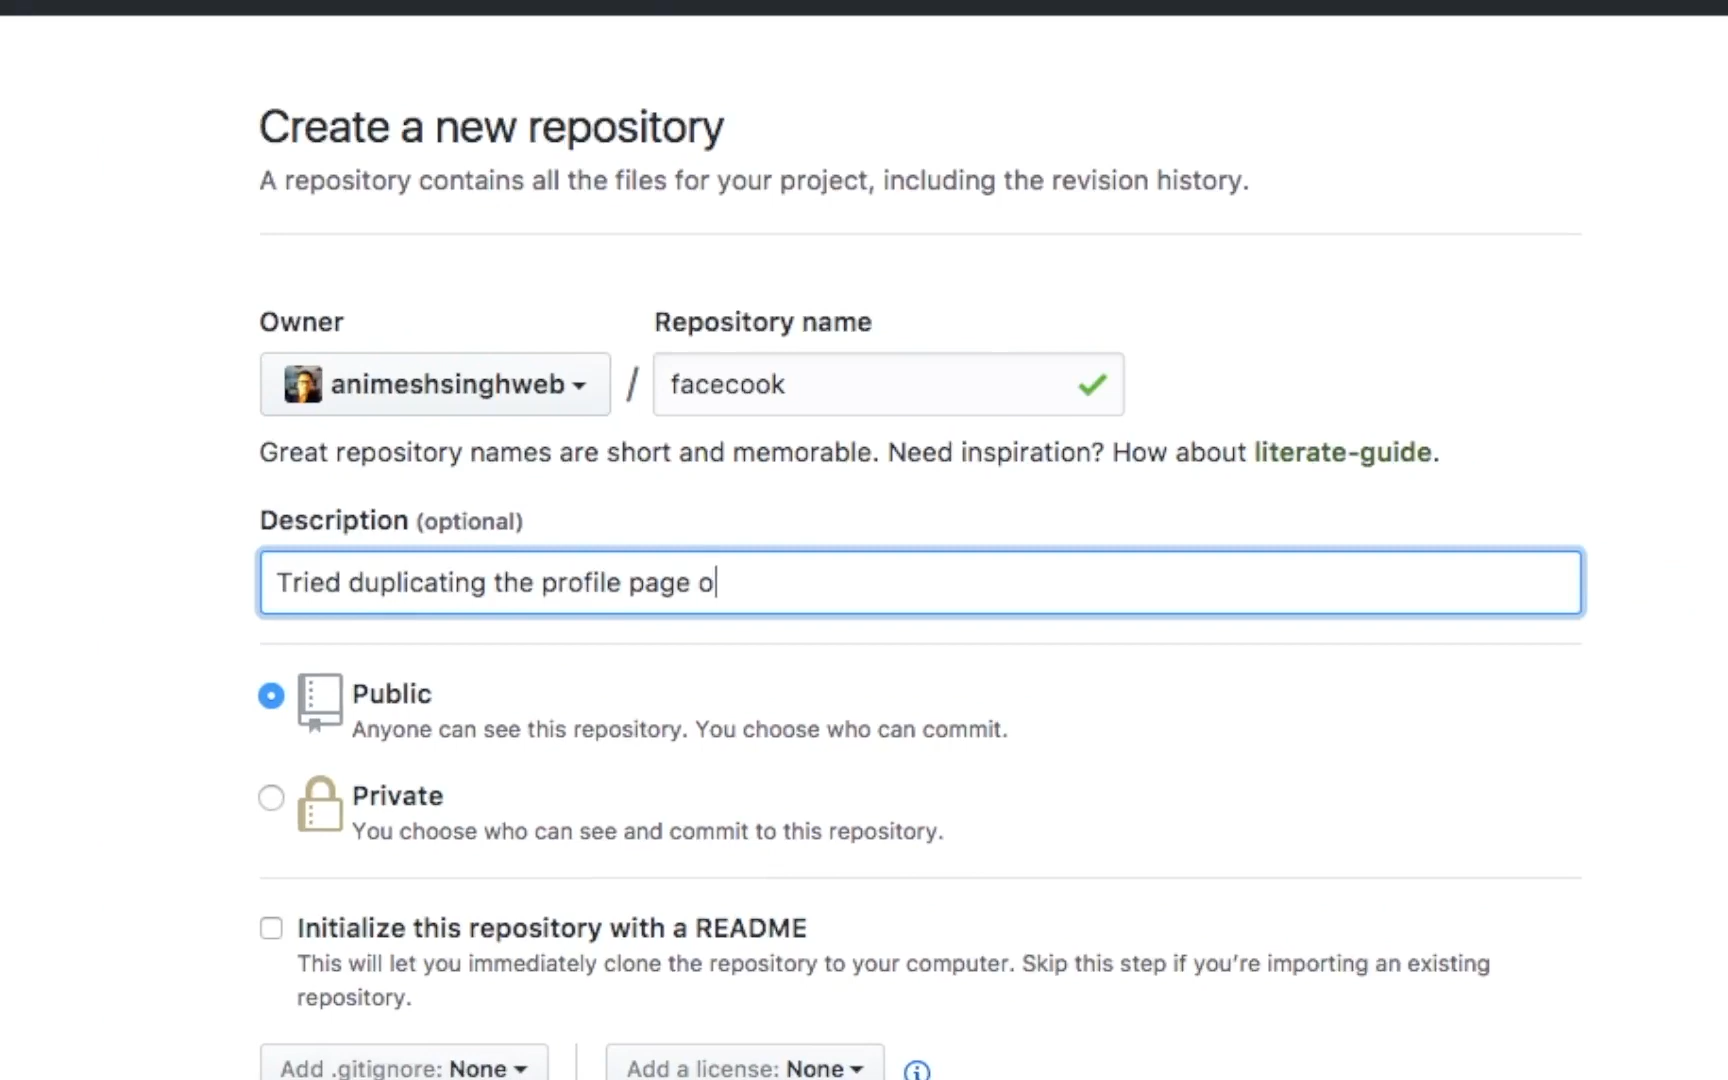 Create a new repository
A repository contains all the files for your project, including the revision history.
Owner Repository name
animeshsinghweb / facecook
Great repository names are short and memorable. Need inspiration? How about literate-guide.
Description (optional)
Tried duplicating the profile page o
Public
Anyone can see this repository. You choose who can commit.
Private
You choose who can see and commit to this repository.
Initialize this repository with a README
This will let you immediately clone the repository to your computer. Skip this step if you’re importing an existing
repository.
Add .gitignore: None Add a license: None